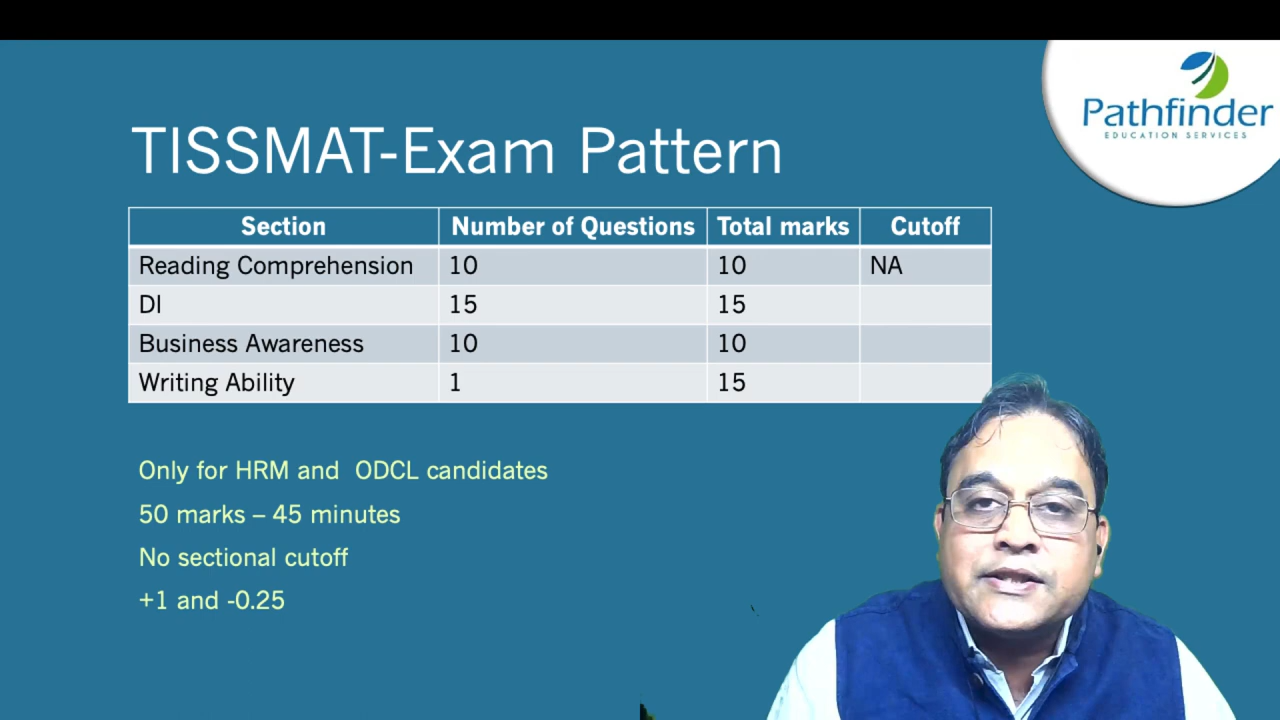 Pathfinder
EDUCATION SERVICES
TISSMAT-Exam Pattern
Section Number of Questions Total marks Cutoff
Reading Comprehension 10 10 NA
DI 15 15
Business Awareness 10 10
Writing Ability 1 15
Only for HRM and ODCL candidates
50 marks – 45 minutes
No sectional cutoff
+1 and -0.25